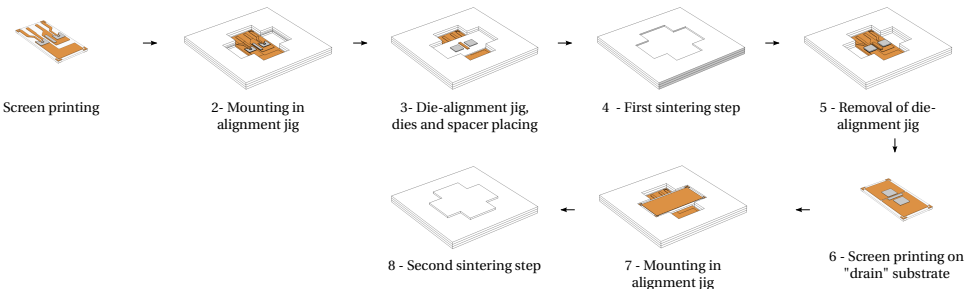 Screen printing
2- Mounting in
alignment jig
3- Die-alignment jig,
dies and spacer placing
4 - First sintering step
5 - Removal of die-
alignment jig
6 - Screen printing on
"drain" substrate
7 - Mounting in
alignment jig
8 - Second sintering step